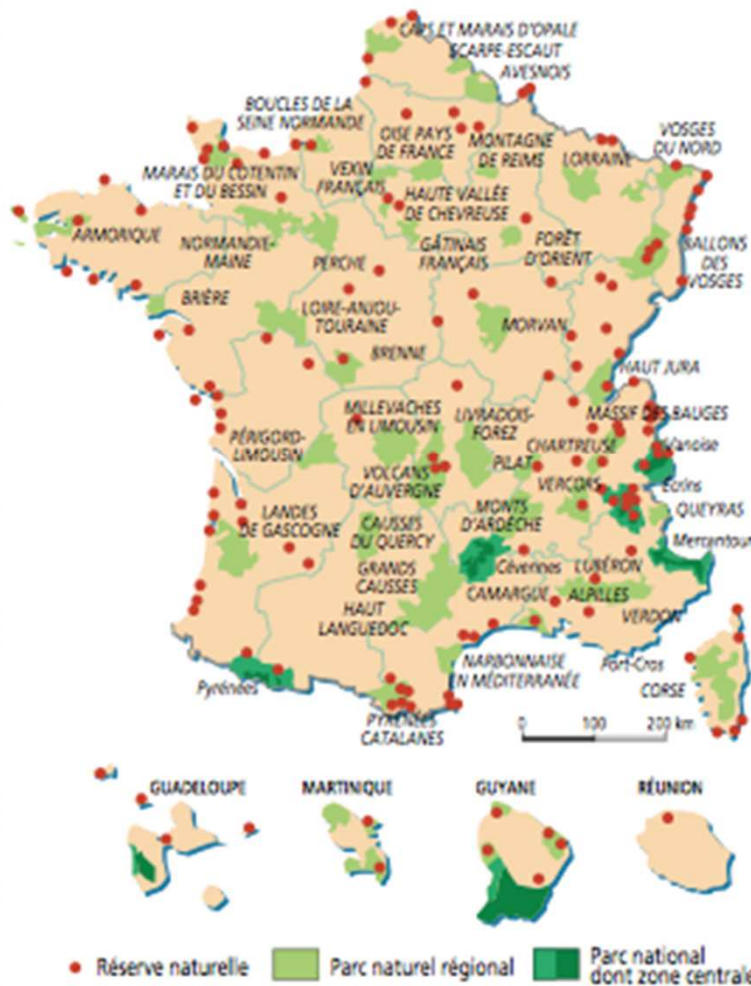 CAPS ET MARAIS D'OPALE
SCARPE-ESCAUT
AVESNOIS
BOUCLES DE LA
SEINE NORMANDE
OISE PAYS
DE FRANCE
MONTAGNE
DE REIMS
LORRAINE
VOSGES
DU NORD
MARAIS DU COTENTIN
ET DU BESSIN
VEXIN
FRANÇAIS
HAUTE VALLÉE
DE CHEVREUSE
ARMORIQUE
NORMANDIE-
MAINE
PERCHE
GÂTINAIS
FRANÇAIS
FORÊT
D'ORIENT
BALLONS
DES
VOSGES
BRIÈRE
LOIRE-ANJOU-
TOURAINE
MORVAN
BRENNE
HAUT JURA
MILLEVACHES
EN LIMOUSIN
LIVRADOIS-
FOREZ
MASSIF DES BAUGES
PÉRIGORD-
LIMOUSIN
CHARTREUSE
Vanoise
PILAT
VOLCANS
D'AUVERGNE
VERCORS
Écrins
QUEYRAS
LANDES
DE GASCOGNE
CAUSSES
DU QUERCY
MONTS
D'ARDÈCHE
Mercantour
GRANDS
CAUSSES
Cévennes
LUBÉRON
CAMARGUE
ALPILLES
HAUT
LANGUEDOC
VERDON
Pyrénées
NARBONNAISE
EN MÉDITERRANÉE
Port-Cros
CORSE
PYRÉNÉES
CATALANES
0 100 200 km
GUADELOUPE MARTINIQUE GUYANE RÉUNION
Réserve naturelle Parc naturel régional Parc national
dont zone centrale